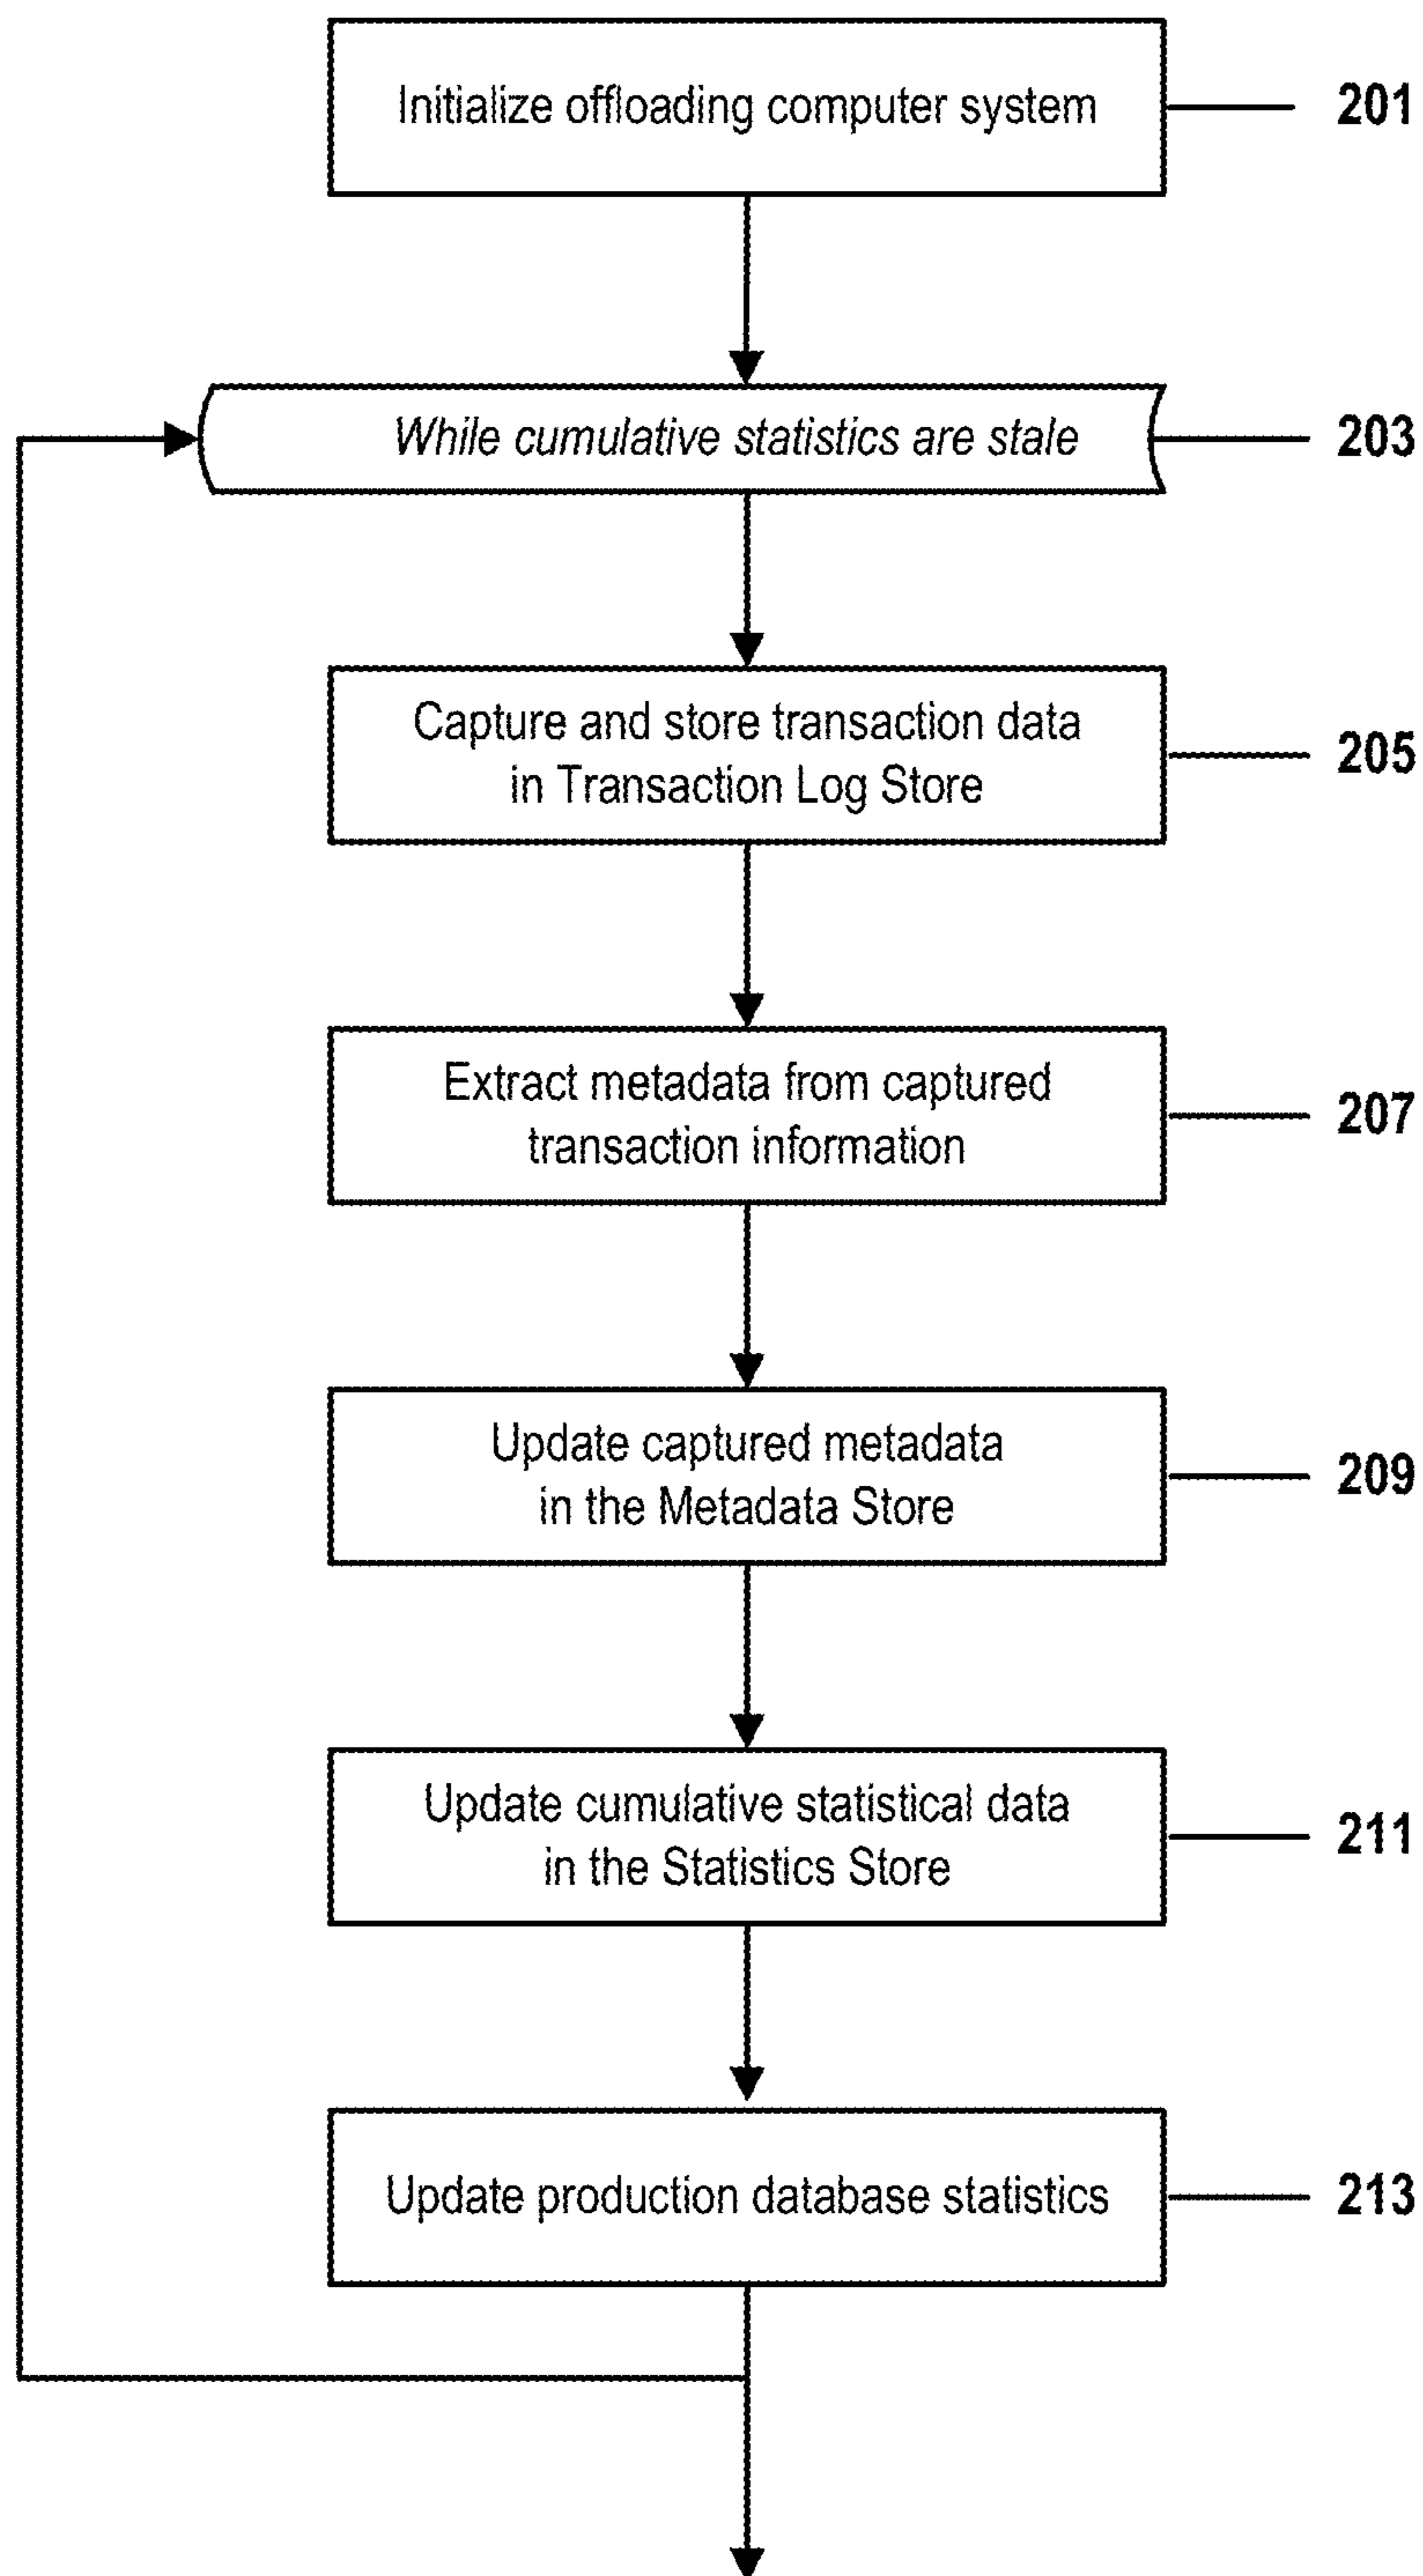 Initialize offloading computer system
201
While cumulative statistics are stale
203
Capture and store transaction data
in Transaction Log Store
205
Extract metadata from captured
transaction information
207
Update captured metadata
in the Metadata Store
209
Update cumulative statistical data
in the Statistics Store
211
Update production database statistics
213